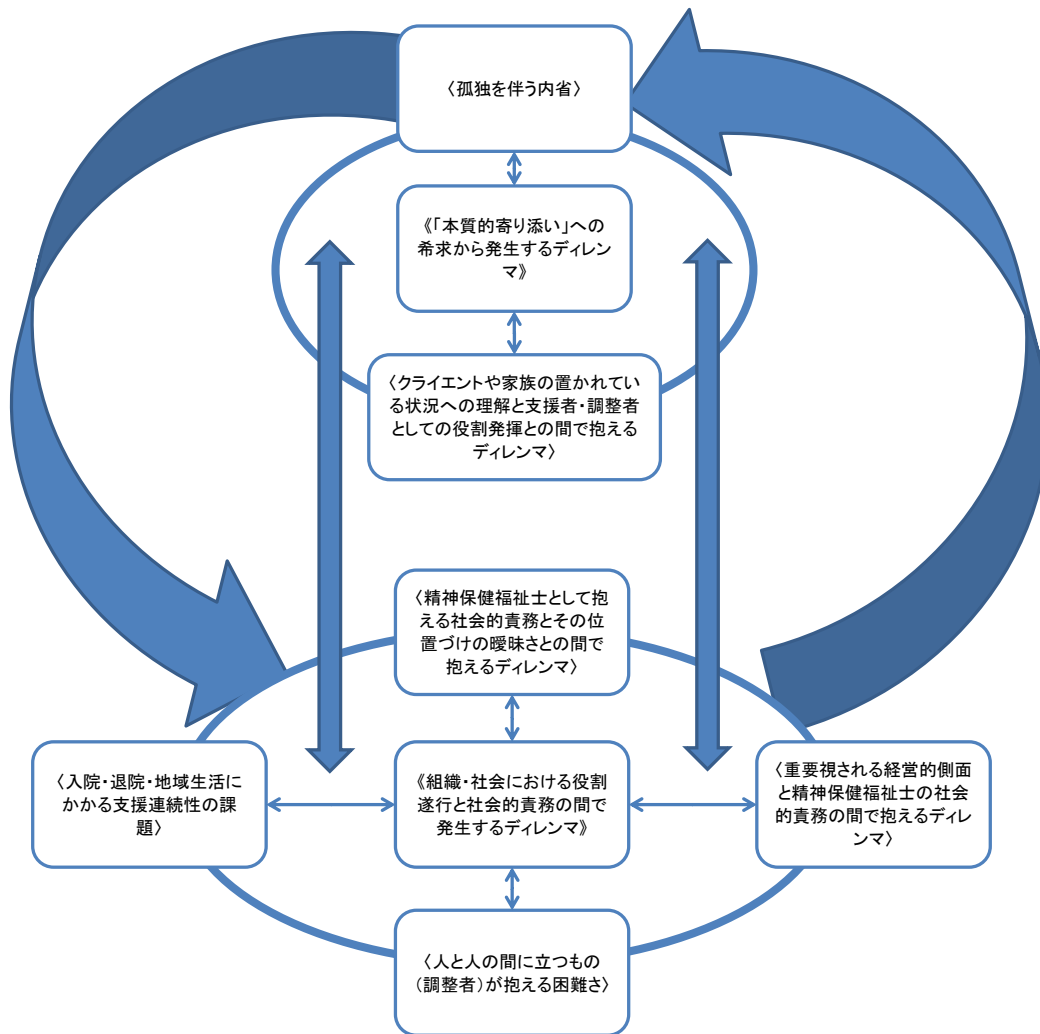 〈孤独を伴う内省〉
《「本質的寄り添い」への
希求から発生するディレン
マ》
〈クライエントや家族の置かれてい
る状況への理解と支援者・調整者
としての役割発揮との間で抱える
ディレンマ〉
〈精神保健福祉士として抱
える社会的責務とその位
置づけの曖昧さとの間で
抱えるディレンマ〉
〈入院・退院・地域生活に
かかる支援連続性の課
題〉
《組織・社会における役割
遂行と社会的責務の間で
発生するディレンマ》
〈重要視される経営的側面
と精神保健福祉士の社会
的責務の間で抱えるディレ
ンマ〉
〈人と人の間に立つもの
（調整者）が抱える困難さ〉